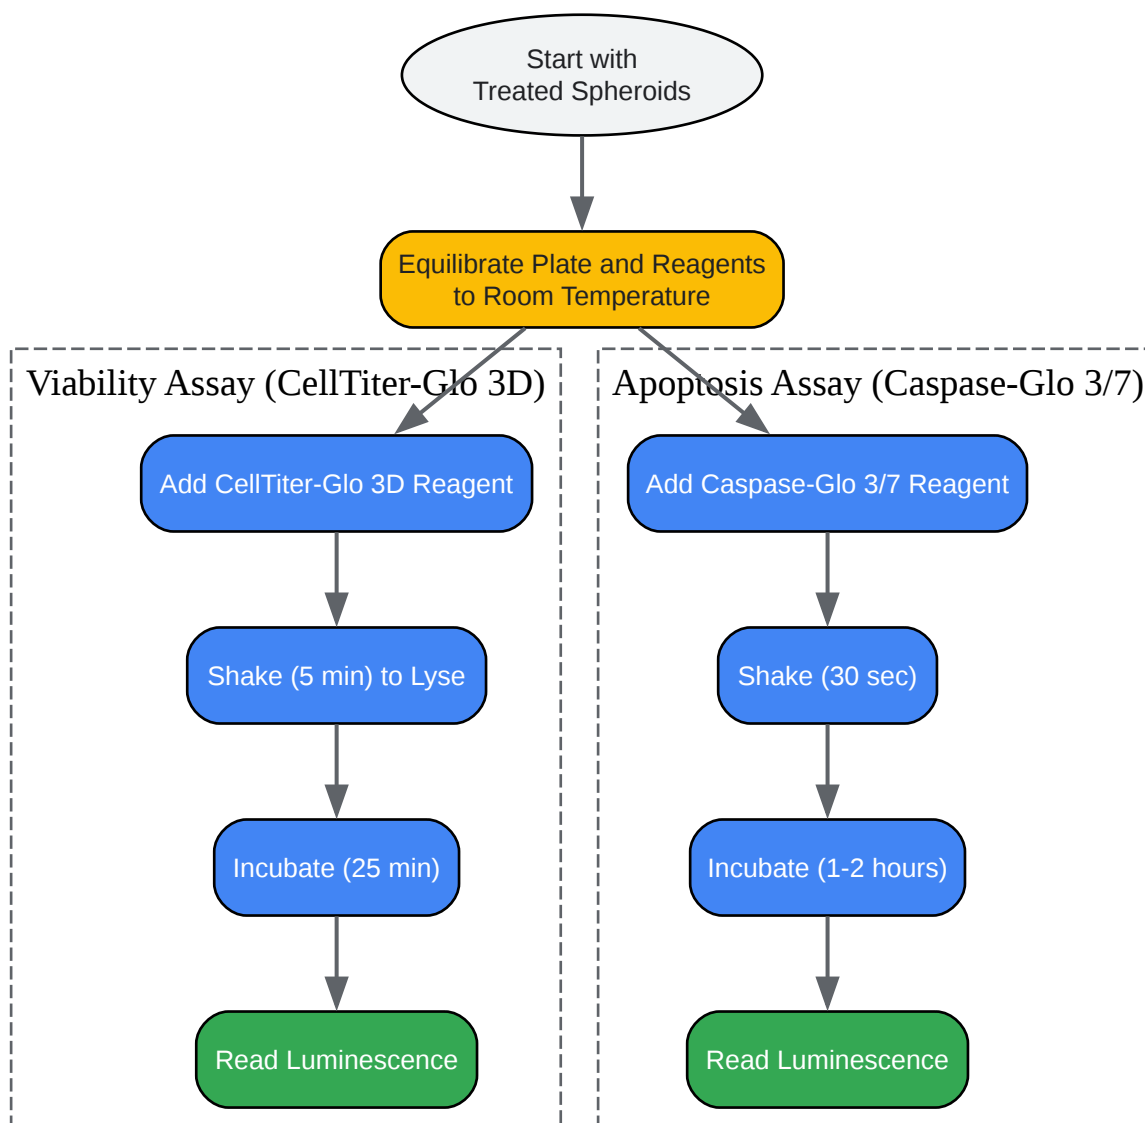 Start with
Treated Spheroids
Equilibrate Plate and Reagents
to Room Temperature
Viability Assay (CellTiter-Glo 3D)
Add CellTiter-Glo 3D Reagent
Shake (5 min) to Lyse
Incubate (25 min)
Read Luminescence
Apoptosis Assay (Caspase-Glo 3/7)
Add Caspase-Glo 3/7 Reagent
Shake (30 sec)
Incubate (1-2 hours)
Read Luminescence